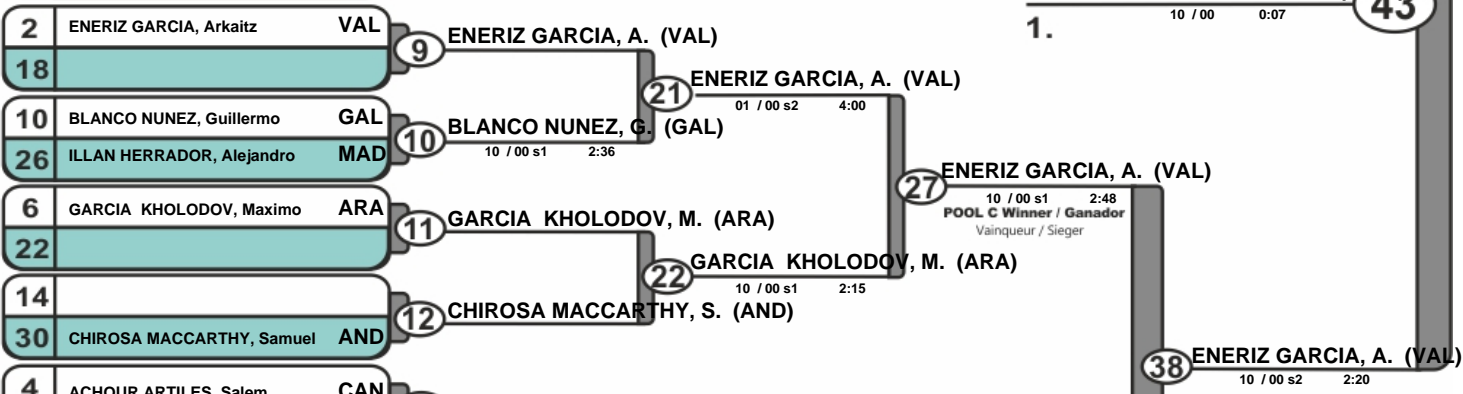 10 / 00 0:07
43
1.
2 ENERIZ GARCIA, Arkaitz VAL
18
9 ENERIZ GARCIA, A. (VAL)
21 ENERIZ GARCIA, A. (VAL)
01 / 00 s2 4:00
10 BLANCO NUNEZ, Guillermo GAL
26 ILLAN HERRADOR, Alejandro MAD
10 BLANCO NUNEZ, G. (GAL)
10 / 00 s1 2:36
27 ENERIZ GARCIA, A. (VAL)
10 / 00 s1 2:48
POOL C Winner / Ganador
Vainqueur / Sieger
6 GARCIA KHOLODOV, Maximo ARA
22
11 GARCIA KHOLODOV, M. (ARA)
22 GARCIA KHOLODOV, M. (ARA)
10 / 00 s1 2:15
14
30 CHIROSA MACCARTHY, Samuel AND
12 CHIROSA MACCARTHY, S. (AND)
38 ENERIZ GARCIA, A. (VAL)
10 / 00 s2 2:20
4 ACHOUR ARTILES, Salem CAN